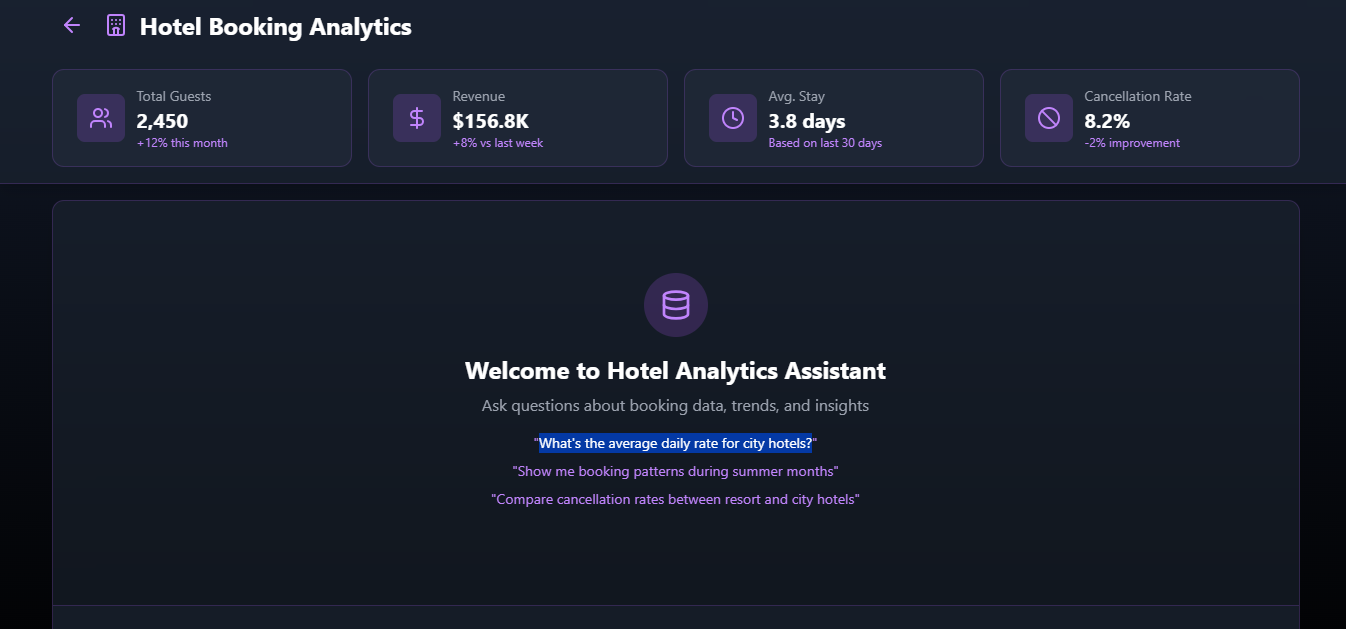 Hotel Booking Analytics
Total Guests
2,450
+12% this month
Revenue
$156.8K
+8% vs last week
Avg. Stay
3.8 days
Based on last 30 days
Cancellation Rate
8.2%
-2% improvement
Welcome to Hotel Analytics Assistant
Ask questions about booking data, trends, and insights
"What's the average daily rate for city hotels?"
"Show me booking patterns during summer months"
"Compare cancellation rates between resort and city hotels"